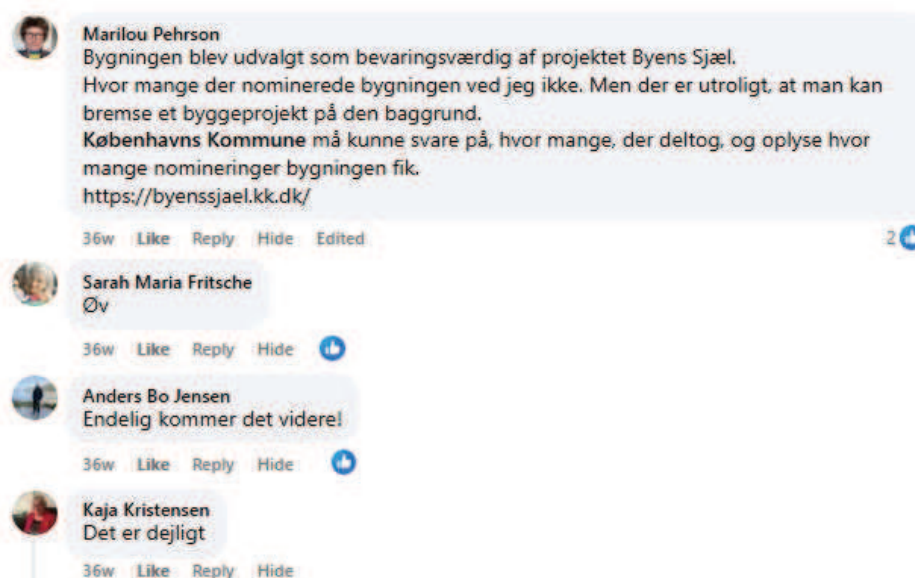 Marilou Pehrson
Bygningen blev udvalgt som bevaringsværdig af projektet Byens Sjæl.
Hvor mange der nominerede bygningen ved jeg ikke. Men der er utroligt, at man kan
bremse et byggeprojekt på den baggrund.
Københavns Kommune må kunne svare på, hvor mange, der deltog, og oplyse hvor
mange nomineringer bygningen fik.
https://byenssjael.kk.dk/
36w Like Reply Hide Edited 2
Sarah Maria Fritsche
Øv
36w Like Reply Hide
Anders Bo Jensen
Endelig kommer det videre!
36w Like Reply Hide
Kaja Kristensen
Det er dejligt
36w Like Reply Hide